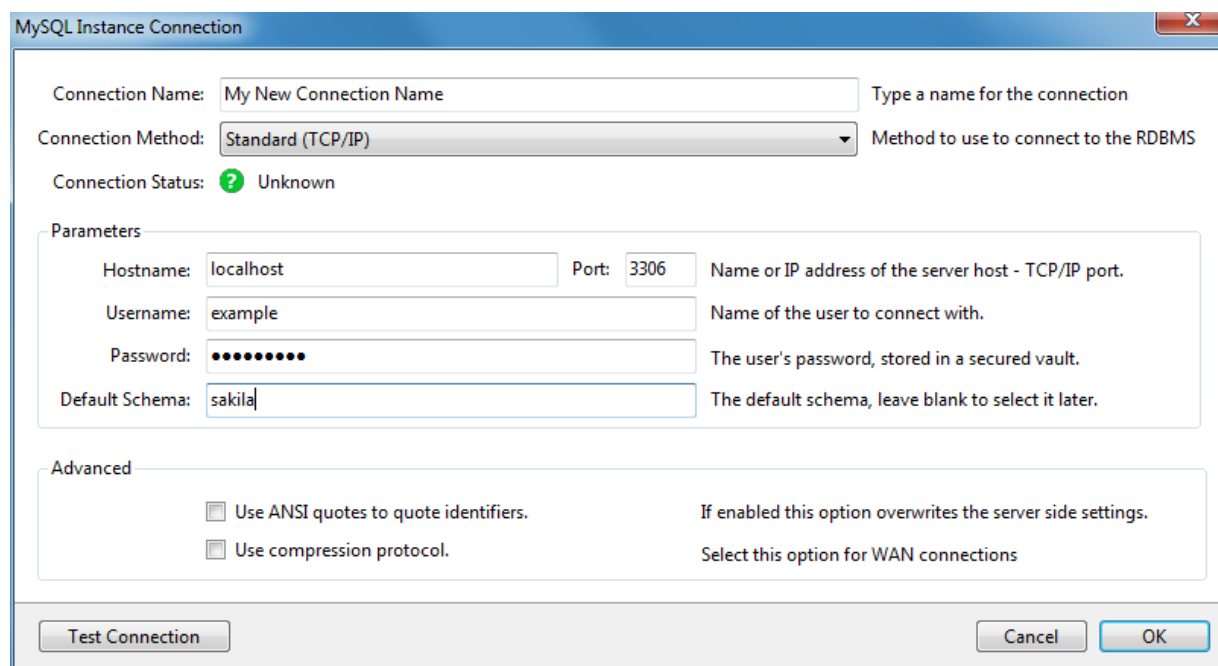 MySQL Instance Connection
Connection Name: My New Connection Name Type a name for the connection
Connection Method: Standard (TCP/IP) Method to use to connect to the RDBMS
Connection Status: ? Unknown
Parameters
Hostname: localhost Port: 3306 Name or IP address of the server host - TCP/IP port.
Username: example Name of the user to connect with.
Password: ●●●●●●●●● The user's password, stored in a secured vault.
Default Schema: sakila The default schema, leave blank to select it later.
Advanced
Use ANSI quotes to quote identifiers. If enabled this option overwrites the server side settings.
Use compression protocol. Select this option for WAN connections
Test Connection Cancel OK